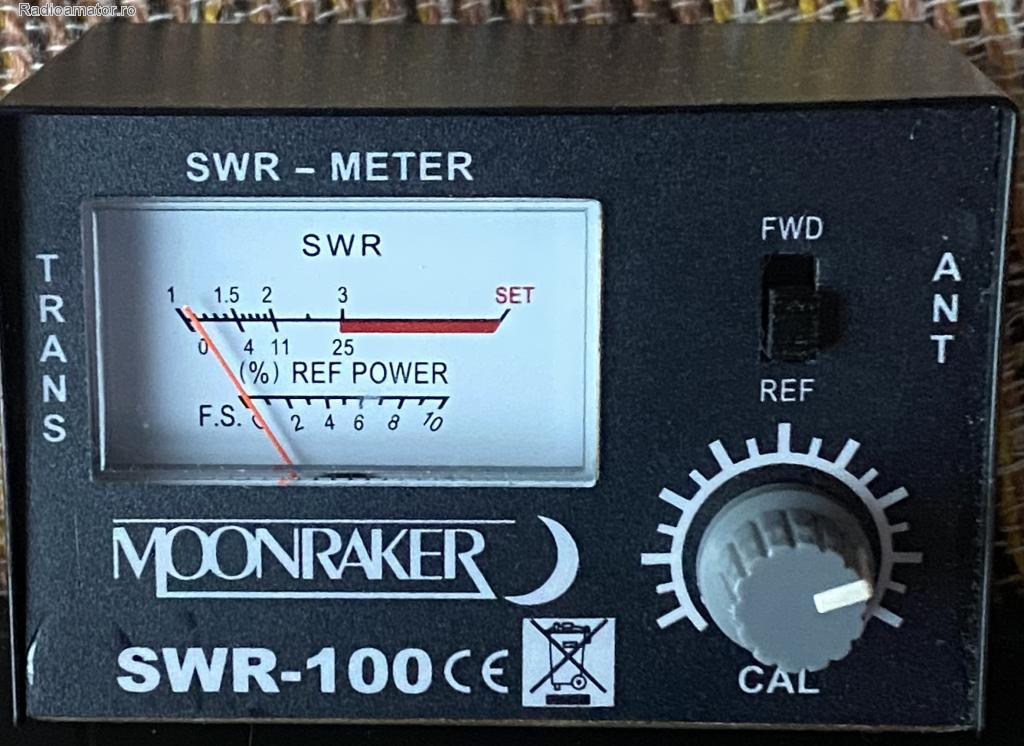 Radioamator.ro
SWR – METER
TRANS
SWR
1 1.5 2 3 SET
0 4 11 25
(%) REF POWER
F.S. 2 4 6 8 10
FWD
REF
ANT
MOONRAKER
SWR-100 CE
CAL